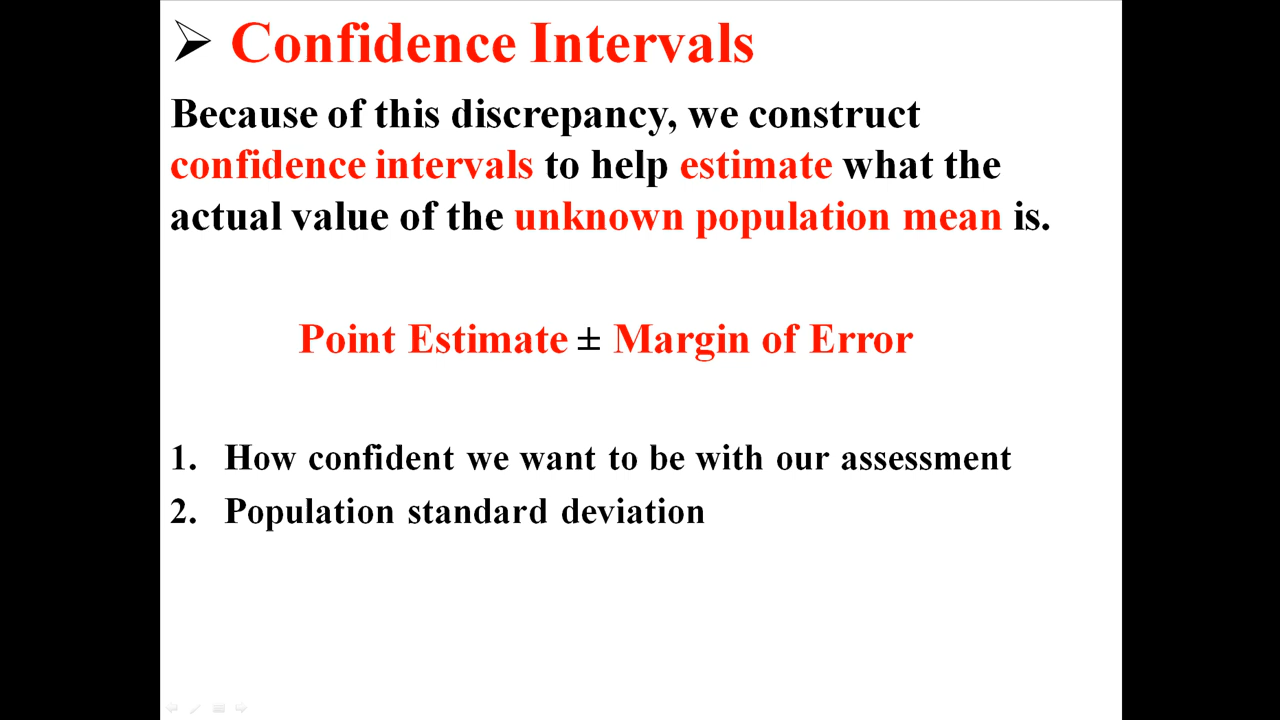 ➢ Confidence Intervals
Because of this discrepancy, we construct
confidence intervals to help estimate what the
actual value of the unknown population mean is.
Point Estimate ± Margin of Error
1. How confident we want to be with our assessment
2. Population standard deviation